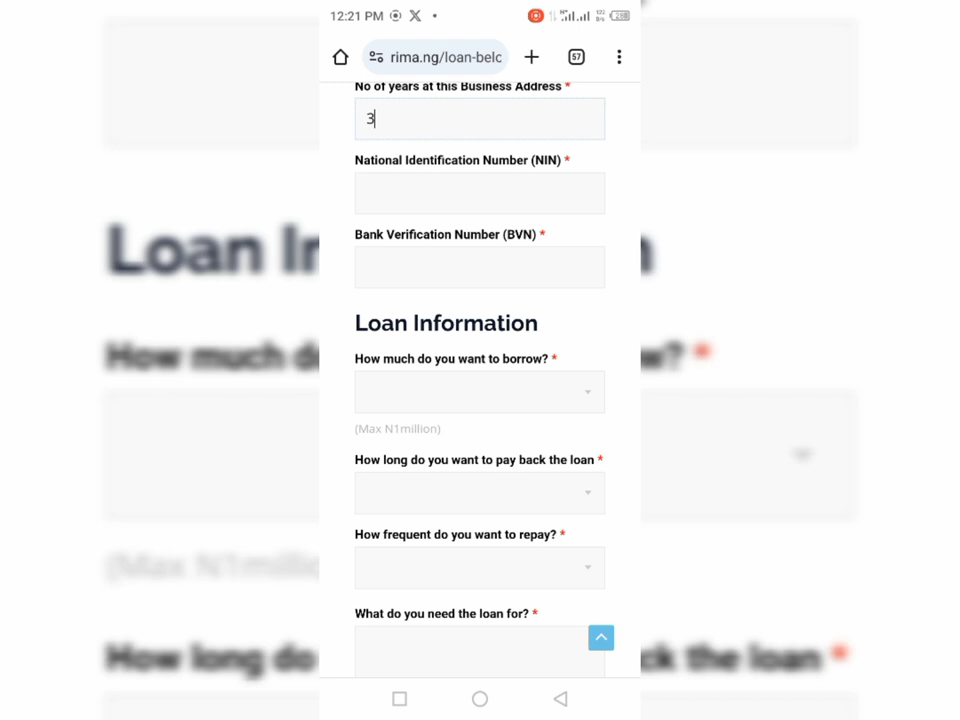 12:21 PM
rima.ng/loan-belo
57
No of years at this Business Address *
3
National Identification Number (NIN) *
Bank Verification Number (BVN) *
Loan Information
How much do you want to borrow? *
(Max N1million)
How long do you want to pay back the loan *
How frequent do you want to repay? *
What do you need the loan for? *